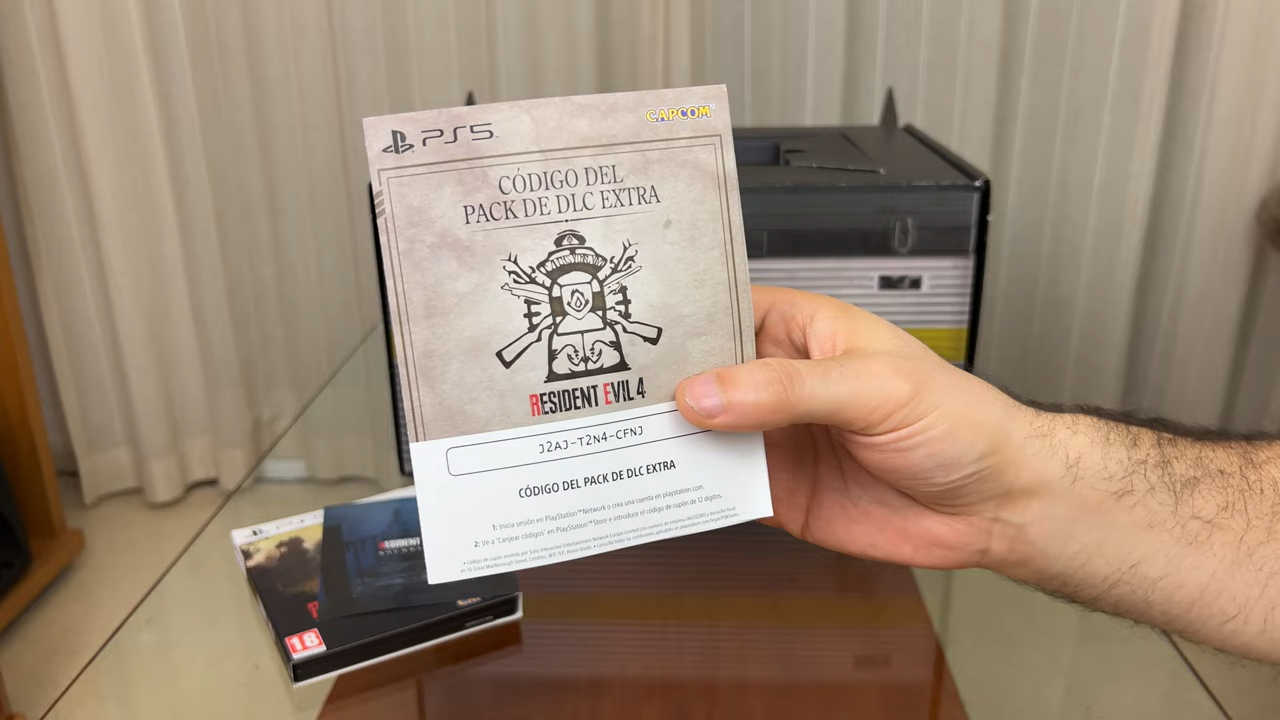 PS5
CAPCOM
CÓDIGO DEL
PACK DE DLC EXTRA
RESIDENT EVIL 4
J2AJ-T2N4-CFNJ
CÓDIGO DEL PACK DE DLC EXTRA
1: Inicia sesión en PlayStation™Network o crea una cuenta en playstation.com.
2: Ve a 'Canjear códigos' en PlayStation™Store e introduce el código de cupón de 12 dígitos.
RESIDENT
18